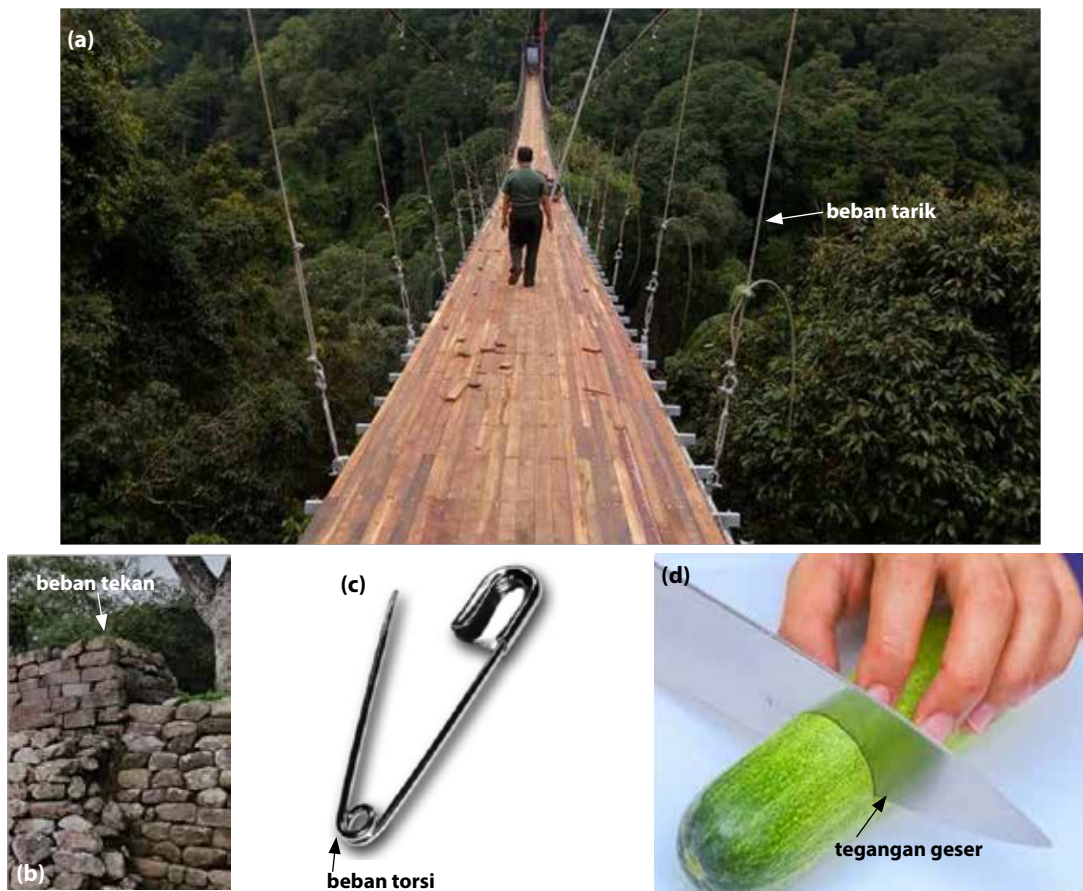 (a)
beban tarik
beban tekan
(b)
(c)
beban torsi
(d)
tegangan geser